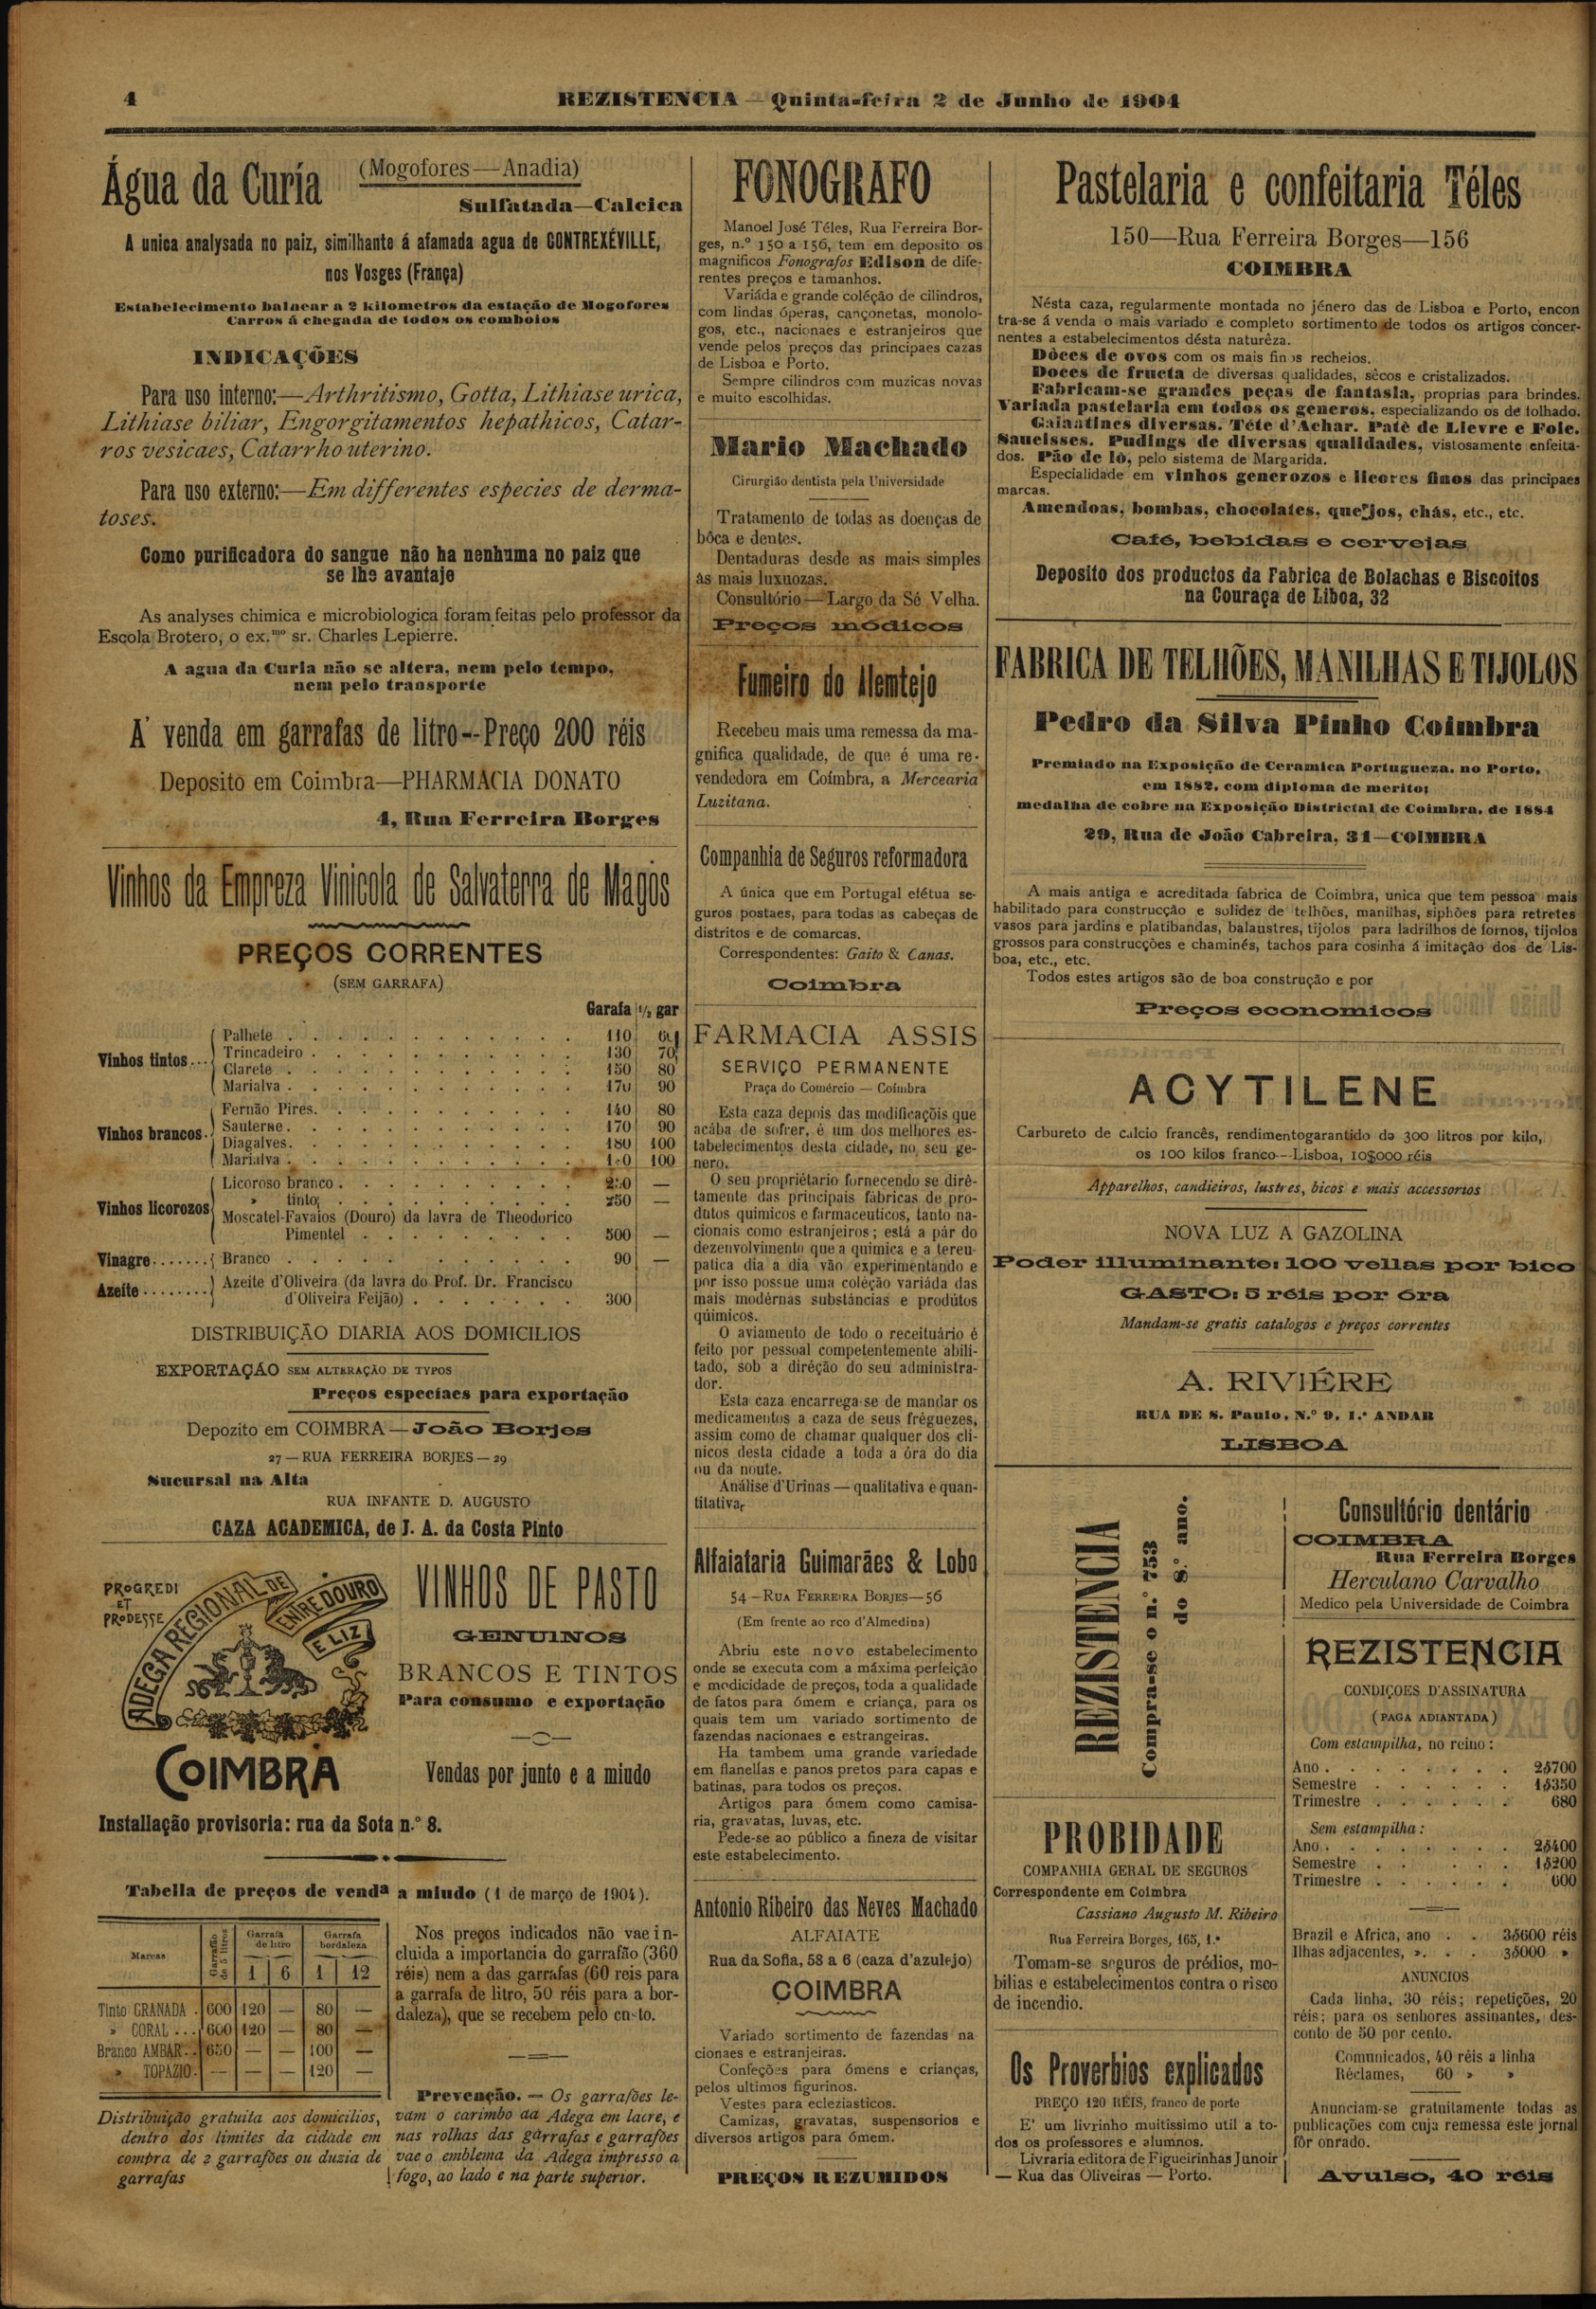 4
REZISTENCIA — Quinta-feira 2 de Junho de 1904
Água da Curía
(Mogofores—Anadia)
Sulfatada—Calcica
A unica analysada no paiz, similhante á afamada agua de CONTREXÉVILLE,
nos Vosges (França)
Estabelecimento balnear a 2 kilometros da estação de Mogofores
Carros á chegada de todos os comboios
INDICAÇÕES
Para uso interno:—Arthritismo, Gotta, Lithiase urica,
Lithiase biliar, Engorgitamentos hepathicos, Catar-
ros vesicaes, Catarrho uterino.
Para uso externo:—Em differentes especies de derma-
toses.
Como purificadora do sangue não ha nenhuma no paiz que
se lhe avantaje
As analyses chimica e microbiologica foram feitas pelo professor da
Escola Brotero, o ex.mo sr. Charles Lepierre.
A agua da Curia não se altera, nem pelo tempo,
nem pelo transporte
A' venda em garrafas de litro--Preço 200 réis
Deposito em Coimbra—PHARMACIA DONATO
4, Rua Ferreira Borges
Vinhos da Empreza Vinicola de Salvaterra de Magos
PREÇOS CORRENTES
(SEM GARRAFA)
Garafa 1/2 gar
Vinhos tintos...
Palhete . . . 110
Trincadeiro . . . 130 70
Clarete . . . 150 80
Marialva . . . 170 90
Vinhos brancos.
Fernão Pires. . . . 140 80
Sauterne . . . 170 90
Diagalves. . . . 180 100
Marialva . . . 100
Vinhos licorozos
Licoroso branco . . . —
» tinto; . . . —
Moscatel-Favaios (Douro) da lavra de Theodorico
Pimentel . . . 500 —
Vinagre....... Branco . . . 90 —
Azeite ........ Azeite d'Oliveira (da lavra do Prof. Dr. Francisco
d'Oliveira Feijão) . . . 300
DISTRIBUIÇÃO DIARIA AOS DOMICILIOS
EXPORTAÇÃO SEM ALTERAÇÃO DE TYPOS
Preços especiaes para exportação
Depozito em COIMBRA — João Borjes
27 — RUA FERREIRA BORJES — 29
Sucursal na Alta
RUA INFANTE D. AUGUSTO
CAZA ACADEMICA, de J. A. da Costa Pinto
PROGREDI
ET
PRODESSE
ADEGA REGIONAL DE
ENTRE DOURO
E LIZ
COIMBRA
VINHOS DE PASTO
GENUINOS
BRANCOS E TINTOS
Para consumo e exportação
Vendas por junto e a miudo
Installação provisoria: rua da Sota n.º 8.
Tabella de preços de venda a miudo (1 de março de 1904).
Marcas
Garrafão de 5 litros
Garrafa de litro
Garrafa bordaleza
1 6 1 12
Tinto GRANADA . 600 120 — 80 —
» CORAL ... 600 120 — 80 —
Branco AMBAR .. 650 — — 100 —
» TOPAZIO. — — — 120 —
Distribuição gratuita aos domicilios,
dentro dos limites da cidade em
compra de 2 garrafões ou duzia de
garrafas
Nos preços indicados não vae in-
cluida a importancia do garrafão (360
réis) nem a das garrafas (60 reis para
a garrafa de litro, 50 réis para a bor-
daleza), que se recebem pelo custo.
Prevenção. — Os garrafões le-
vam o carimbo da Adega em lacre, e
nas rolhas das garrafas e garrafões
vae o emblema da Adega impresso a
fogo, ao lado e na parte superior.
FONOGRAFO
Manoel José Téles, Rua Ferreira Bor-
ges, n.º 150 a 156, tem em deposito os
magnificos Fonografos Edison de dife-
rentes preços e tamanhos.
Variáda e grande coléção de cilindros,
com lindas óperas, cançonetas, monolo-
gos, etc., nacionaes e estranjeiros que
vende pelos preços das principaes cazas
de Lisboa e Porto.
Sempre cilindros com muzicas novas
e muito escolhidas.
Mario Machado
Cirurgião dentista pela Universidade
Tratamento de todas as doenças de
bôca e dentes.
Dentaduras desde as mais simples
às mais luxuozas.
Consultório — Largo da Sé Velha.
Preços módicos
Fumeiro do Alemtejo
Recebeu mais uma remessa da ma-
gnifica qualidade, de que é uma re-
vendedora em Coímbra, a Mercearia
Luzitana.
Companhia de Seguros reformadora
A única que em Portugal efétua se-
guros postaes, para todas as cabeças de
distritos e de comarcas.
Correspondentes: Gaito & Canas.
Coimbra
FARMACIA ASSIS
SERVIÇO PERMANENTE
Praça do Comércio — Coímbra
Esta caza depois das modificaçõis que
acába de sofrer, é um dos melhores es-
tabelecimentos desta cidade, no seu ge-
nero.
O seu propriétario fornecendo se dirè-
tamente das principais fábricas de pro-
dutos quimicos e farmaceuticos, tanto na-
cionais como estranjeiros; está a pár do
dezenvolvimento que a quimica e a tereu-
patica dia a dia vão experimentando e
por isso possue uma coléção variáda das
mais modérnas substâncias e prodútos
químicos.
O aviamento de todo o receituário é
feito por pessoal competentemente abili-
tado, sob a diréção do seu administra-
dor.
Esta caza encarrega-se de mandar os
medicamentos a caza de seus fréguezes,
assim como de chamar qualquer dos cli-
nicos desta cidade a toda a óra do dia
ou da noute.
Análise d'Urinas — qualitativa e quan-
titativa,
Alfaiataria Guimarães & Lobo
54 — RUA FERREIRA BORJES—56
(Em frente ao rco d'Almedina)
Abriu este novo estabelecimento
onde se executa com a máxima perfeição
e modicidade de preços, toda a qualidade
de fatos para ómem e criança, para os
quais tem um variado sortimento de
fazendas nacionaes e estrangeiras.
Ha tambem uma grande variedade
em flanellas e panos pretos para capas e
batinas, para todos os preços.
Artigos para ómem como camisa-
ria, gravatas, luvas, etc.
Pede-se ao público a fineza de visitar
este estabelecimento.
Antonio Ribeiro das Neves Machado
ALFAIATE
Rua da Sofia, 58 a 6 (caza d'azulejo)
COIMBRA
Variado sortimento de fazendas na
cionaes e estranjeiras.
Confeções para ómens e crianças,
pelos ultimos figurinos.
Vestes para ecleziasticos.
Camizas, gravatas, suspensorios e
diversos artigos para ómem.
PREÇOS REZUMIDOS
Pastelaria e confeitaria Téles
150—Rua Ferreira Borges—156
COIMBRA
Nésta caza, regularmente montada no jénero das de Lisboa e Porto, encon
tra-se á venda o mais variado e completo sortimento de todos os artigos concer-
nentes a estabelecimentos désta naturêza.
Dôces de ovos com os mais finos recheios.
Doces de fructa de diversas qualidades, sêcos e cristalizados.
Fabricam-se grandes peças de fantasia, proprias para brindes.
Variada pastelaria em todos os generos, especializando os de folhado.
Galantines diversas. Tête d'Achar. Patè de Lievre e Foie.
Saucisses. Pudings de diversas qualidades, vistosamente enfeita-
dos. Pão de lò, pelo sistema de Margarida.
Especialidade em vinhos generozos e licores finos das principaes
marcas.
Amendoas, bombas, chocolates, queijos, chás, etc., etc.
Café, bebidas e cervejas
Deposito dos productos da Fabrica de Bolachas e Biscoitos
na Couraça de Liboa, 32
FABRICA DE TELHÕES, MANILHAS E TIJOLOS
Pedro da Silva Pinho Coimbra
Premiado na Exposição de Ceramica Portugueza, no Porto,
em 1882, com diploma de merito;
medalha de cobre na Exposição Districtal de Coimbra, de 1884
29, Rua de João Cabreira, 31—COIMBRA
A mais antiga e acreditada fabrica de Coimbra, unica que tem pessoa mais
habilitado para construcção e solidez de telhões, manilhas, siphões para retretes
vasos para jardins e platibandas, balaustres, tijolos para ladrilhos de fornos, tijolos
grossos para construcções e chaminés, tachos para cosinha á imitação dos de Lis-
boa, etc., etc.
Todos estes artigos são de boa construção e por
Preços economicos
ACYTILENE
Carbureto de calcio francês, rendimentogarantido de 300 litros por kilo,
os 100 kilos franco—Lisboa, 10$000 réis
Apparelhos, candieiros, lustres, bicos e mais accessorios
NOVA LUZ A GAZOLINA
Poder illuminante: 100 vellas por bico
GASTO: 5 réis por óra
Mandam-se gratis catalogos e preços correntes
A. RIVIÉRE
RUA DE S. Paulo, N.º 9, 1.º ANDAR
LISBOA
REZISTENCIA
Compra-se o n.º 753
do 8.º ano.
PROBIDADE
COMPANHIA GERAL DE SEGUROS
Correspondente em Coimbra
Cassiano Augusto M. Ribeiro
Rua Ferreira Borges, 165, 1.º
Tomam-se seguros de prédios, mo-
bilias e estabelecimentos contra o risco
de incendio.
Os Proverbios explicados
PREÇO 120 RÉIS, franco de porte
E' um livrinho muitissimo util a to-
dos os professores e alumnos.
Livraria editora de Figueirinhas Junoir
— Rua das Oliveiras — Porto.
Consultório dentário
COIMBRA
Rua Ferreira Borges
Herculano Carvalho
Medico pela Universidade de Coimbra
REZISTENCIA
CONDIÇOES D'ASSINATURA
(PAGA ADIANTADA)
Com estampilha, no reino:
Ano . . . 2$700
Semestre . . . 1$350
Trimestre . . . 680
Sem estampilha:
Ano . . . 2$400
Semestre . . . 1$200
Trimestre . . . 600
Brazil e Africa, ano . . 3$600 réis
Ilhas adjacentes, ». . . 3$000 »
ANUNCIOS
Cada linha, 30 réis; repetições, 20
réis; para os senhores assinantes, des-
conto de 50 por cento.
Comunicados, 40 réis a linha
Réclames, 60 » »
Anunciam-se gratuitamente todas as
publicações com cuja remessa este jornal
fôr onrado.
Avulso, 40 réis